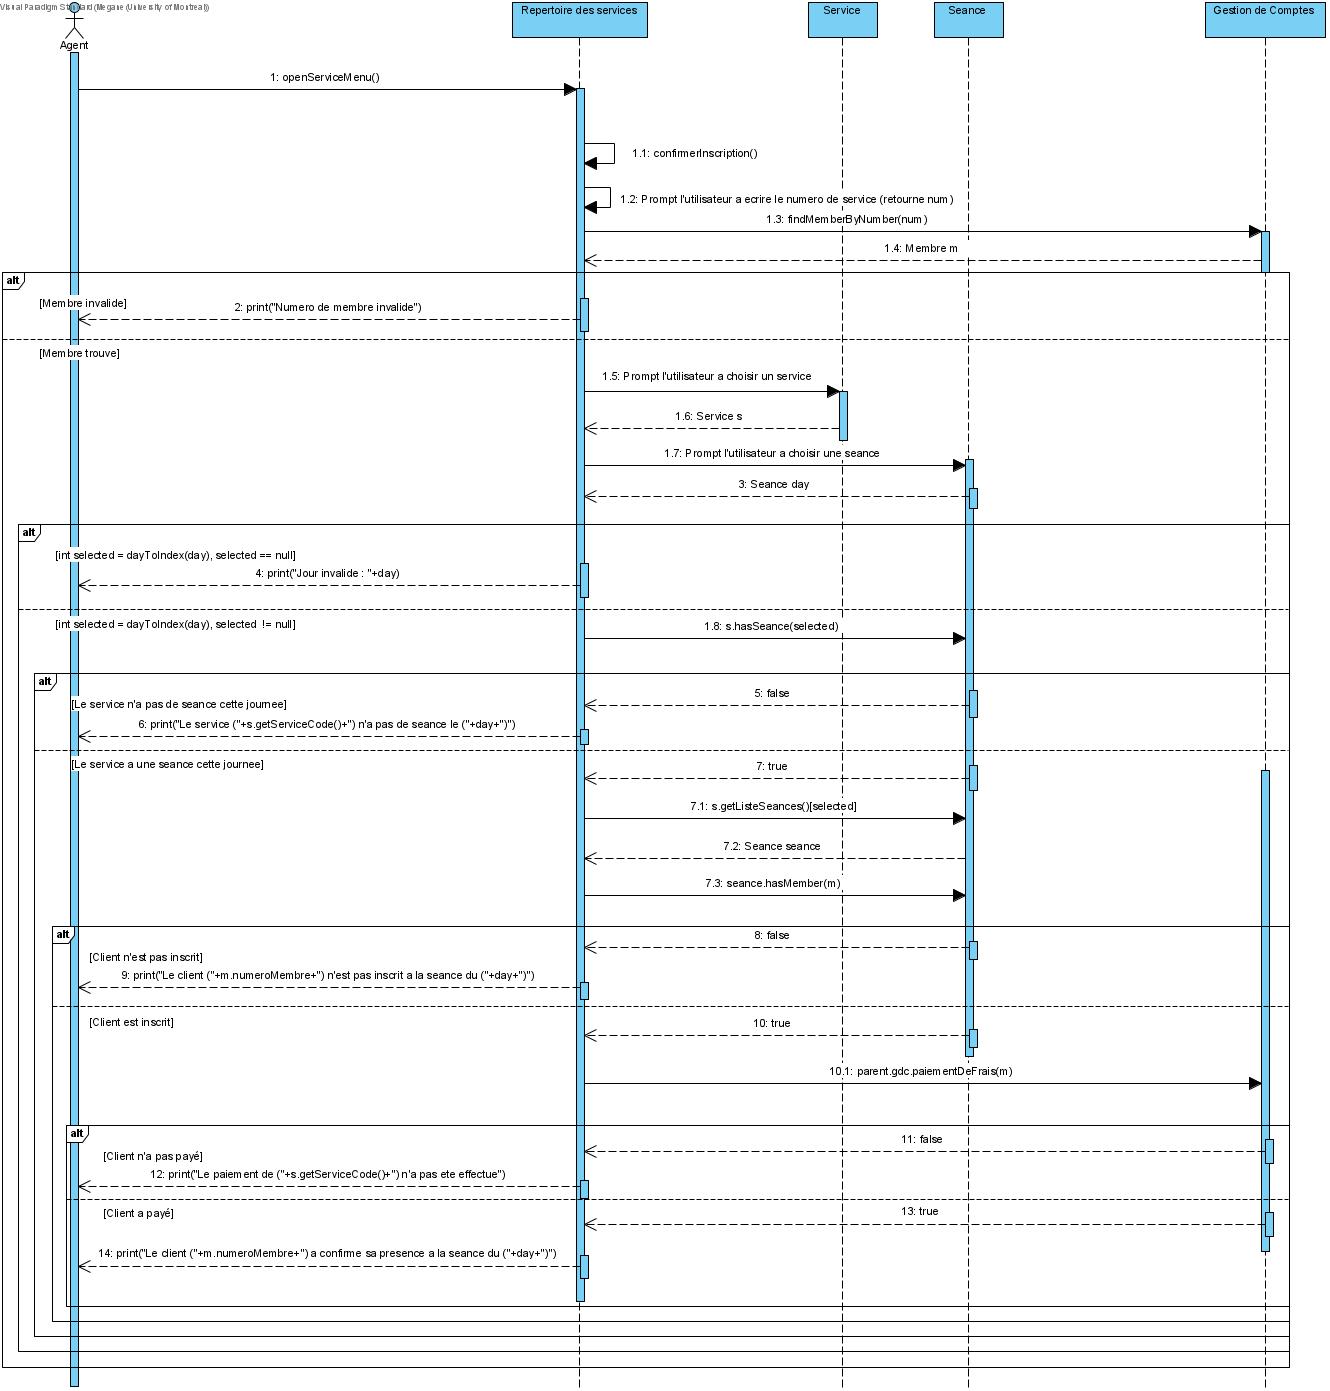 Visual Paradigm Standard (Megane (University of Montreal))
Agent
Repertoire des services
Service
Seance
Gestion de Comptes
1: openServiceMenu()
1.1: confirmerInscription()
1.2: Prompt l'utilisateur a ecrire le numero de service (retourne num)
1.3: findMemberByNumber(num)
1.4: Membre m
alt
[Membre invalide]
2: print("Numero de membre invalide")
[Membre trouve]
1.5: Prompt l'utilisateur a choisir un service
1.6: Service s
1.7: Prompt l'utilisateur a choisir une seance
3: Seance day
alt
[int selected = dayToIndex(day), selected == null]
4: print("Jour invalide : "+day)
[int selected = dayToIndex(day), selected != null]
1.8: s.hasSeance(selected)
alt
5: false
[Le service n'a pas de seance cette journee]
6: print("Le service ("+s.getServiceCode()+") n'a pas de seance le ("+day+")")
[Le service a une seance cette journee]
7: true
7.1: s.getListeSeances()[selected]
7.2: Seance seance
7.3: seance.hasMember(m)
alt
8: false
[Client n'est pas inscrit]
9: print("Le client ("+m.numeroMembre+") n'est pas inscrit a la seance du ("+day+")")
[Client est inscrit]
10: true
10.1: parent.gdc.paiementDeFrais(m)
alt
11: false
[Client n'a pas payé]
12: print("Le paiement de ("+s.getServiceCode()+") n'a pas ete effectue")
[Client a payé]
13: true
14: print("Le client ("+m.numeroMembre+") a confirme sa presence a la seance du ("+day+")")